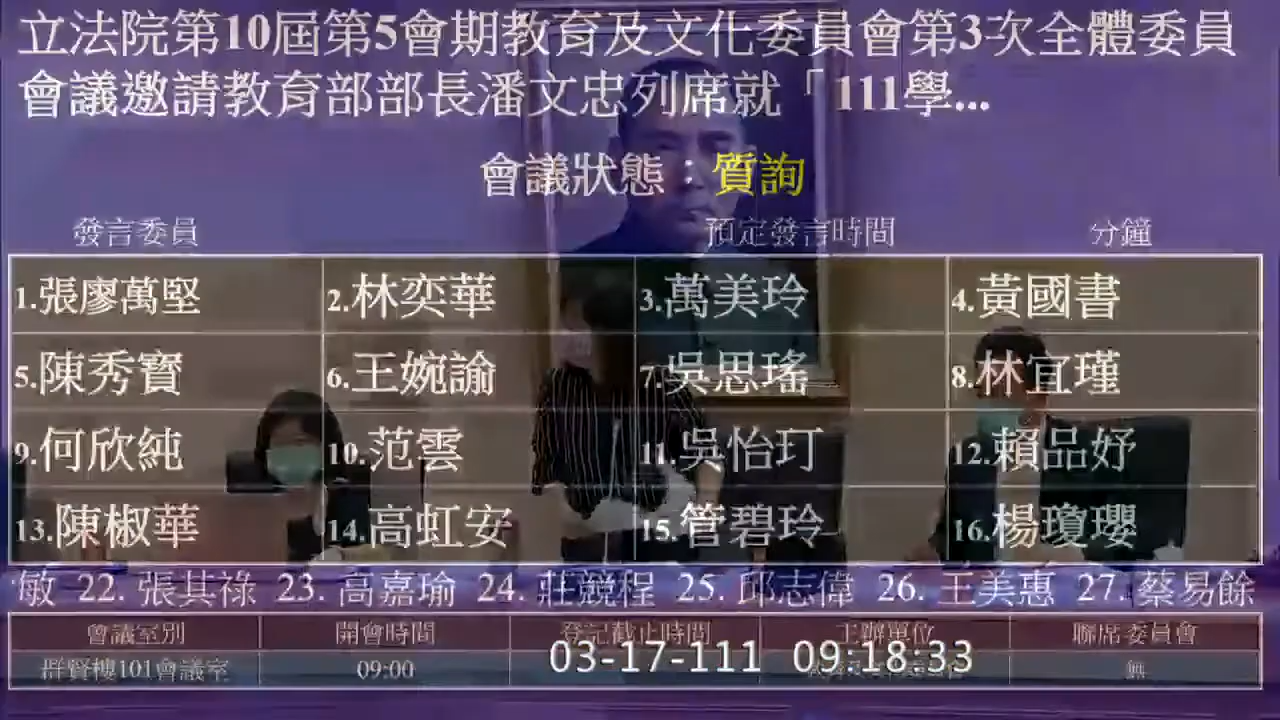 立法院第10屆第5會期教育及文化委員會第3次全體委員
會議邀請教育部部長潘文忠列席就「111學...
會議狀態：質詢
發言委員 預定發言時間 分鐘
1.張廖萬堅 2.林奕華 3.萬美玲 4.黃國書
5.陳秀寳 6.王婉諭 7.吳思瑤 8.林宜瑾
9.何欣純 10.范雲 11.吳怡玎 12.賴品妤
13.陳椒華 14.高虹安 15.管碧玲 16.楊瓊瓔
敏 22. 張其祿 23. 高嘉瑜 24. 莊競程 25. 邱志偉 26. 王美惠 27. 蔡易餘
會議室別 開會時間 登記截止時間 主辦單位 聯席委員會
群賢樓101會議室 09:00 無
03-17-111 09:18:33